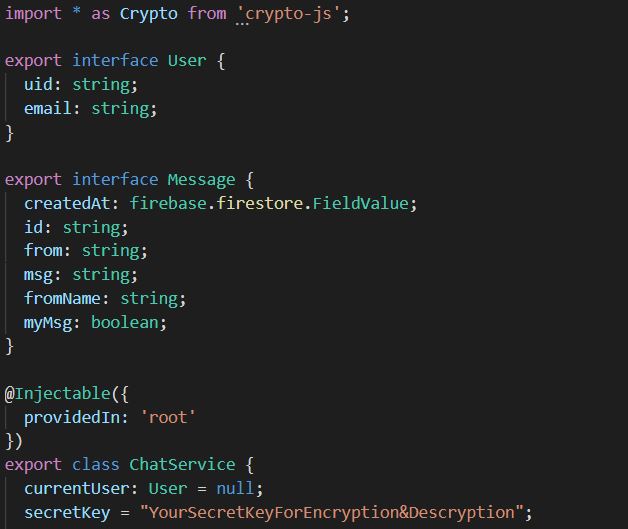 import * as Crypto from 'crypto-js';
export interface User {
uid: string;
email: string;
}
export interface Message {
createdAt: firebase.firestore.FieldValue;
id: string;
from: string;
msg: string;
fromName: string;
myMsg: boolean;
}
@Injectable({
providedIn: 'root'
})
export class ChatService {
currentUser: User = null;
secretKey = "YourSecretKeyForEncryption&Descryption";